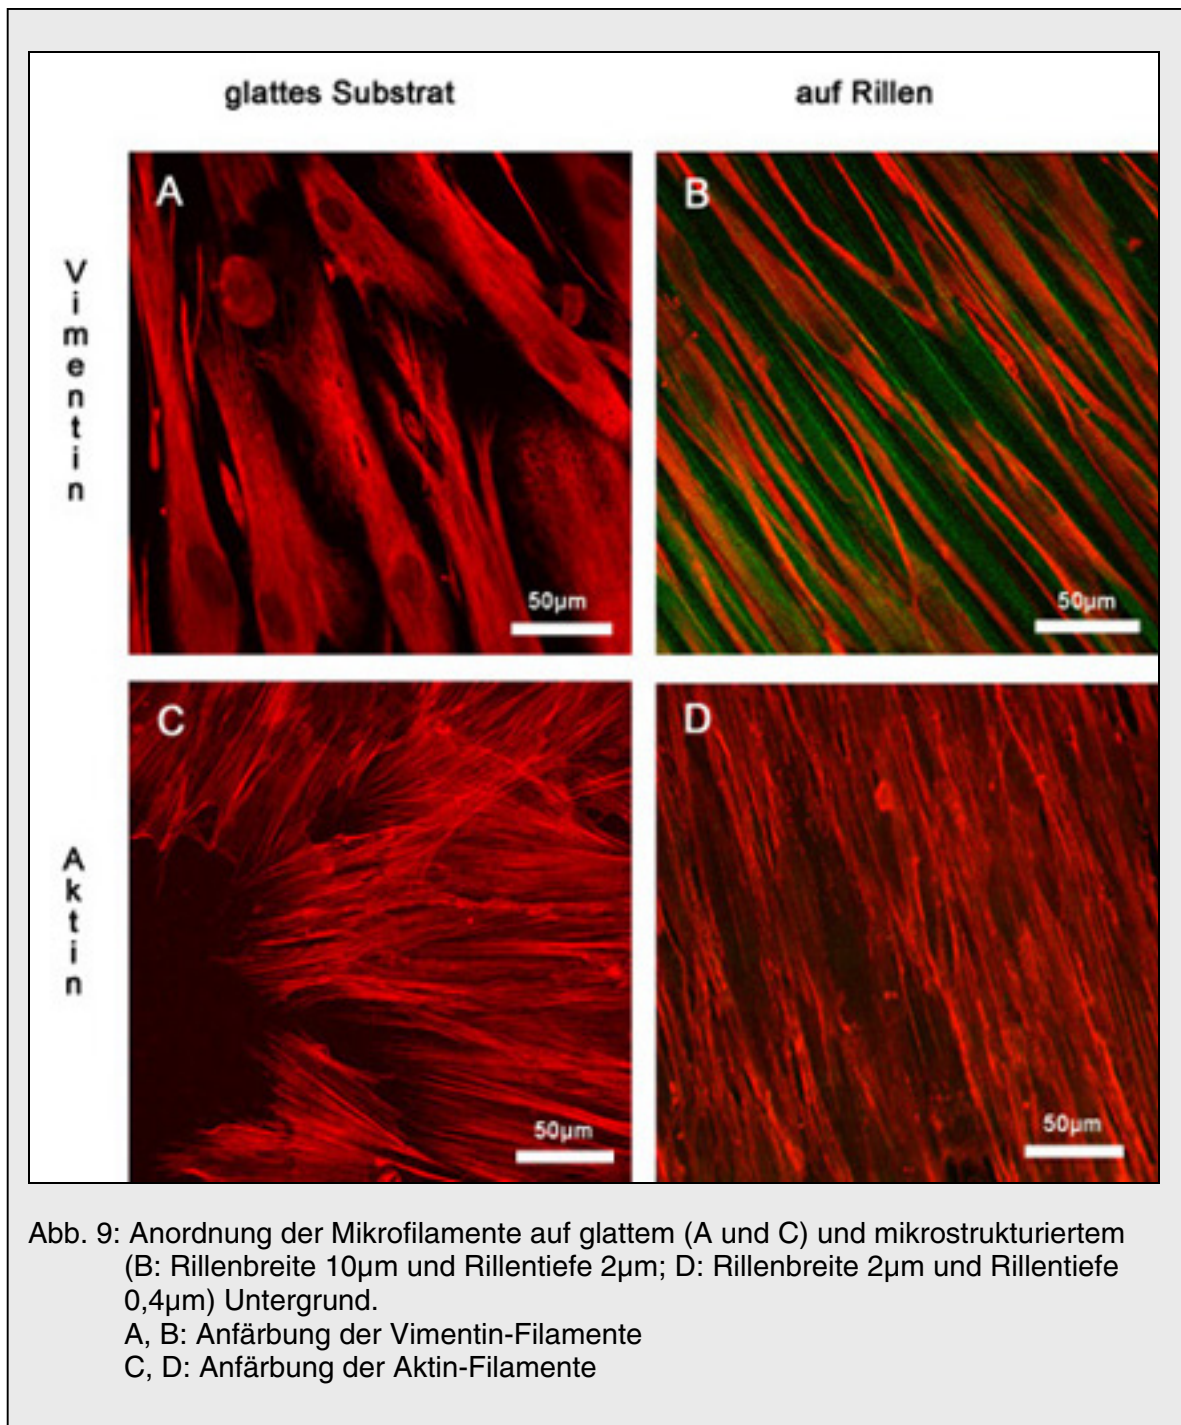 glattes Substrat
auf Rillen
Vimentin
A
50µm
B
50µm
Aktin
C
50µm
D
50µm
Abb. 9: Anordnung der Mikrofilamente auf glattem (A und C) und mikrostrukturiertem
(B: Rillenbreite 10µm und Rillentiefe 2µm; D: Rillenbreite 2µm und Rillentiefe
0,4µm) Untergrund.
A, B: Anfärbung der Vimentin-Filamente
C, D: Anfärbung der Aktin-Filamente